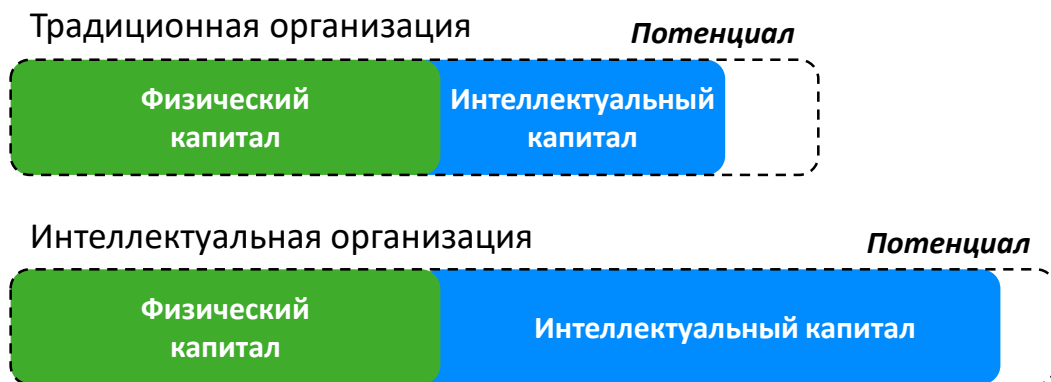 Традиционная организация
Потенциал
Физический
капитал
Интеллектуальный
капитал
Интеллектуальная организация
Потенциал
Физический
капитал
Интеллектуальный капитал